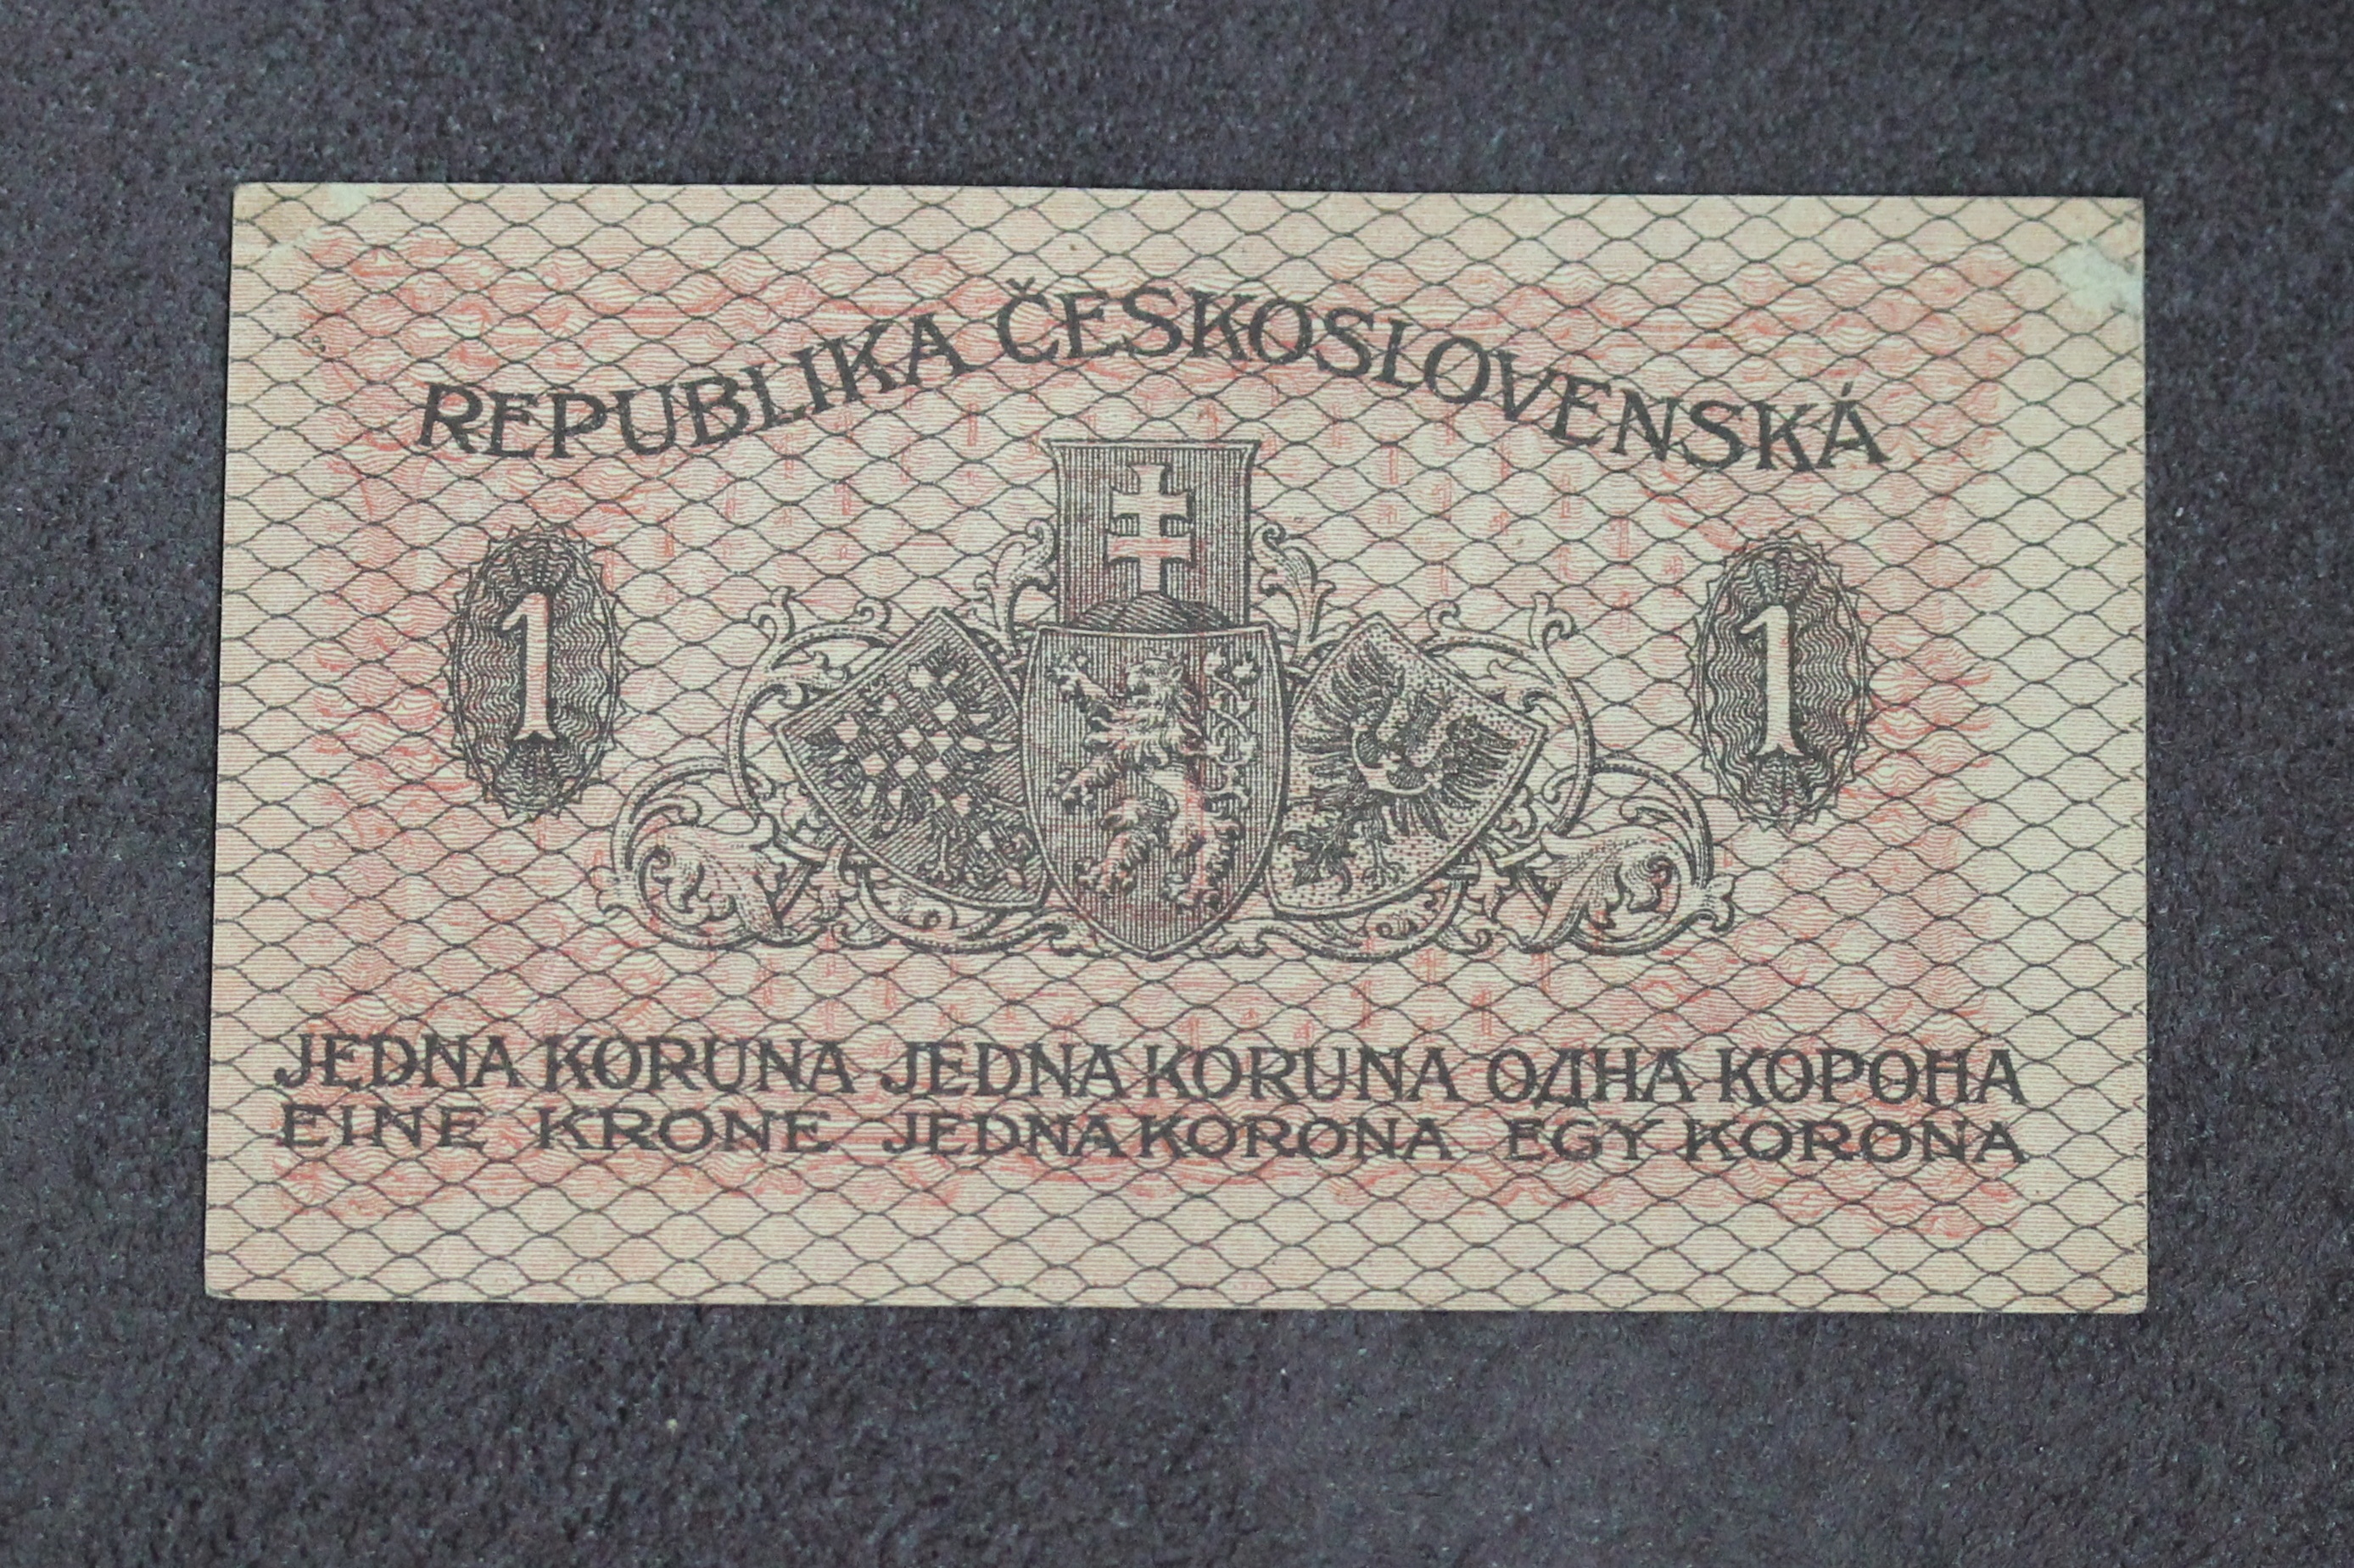 REPUBLIKA ČESKOSLOVENSKÁ
1 1
JEDNA KORUNA JEDNA KORUNA ОДНА КОРОНА
EINE KRONE JEDNA KORONA EGY KORONA